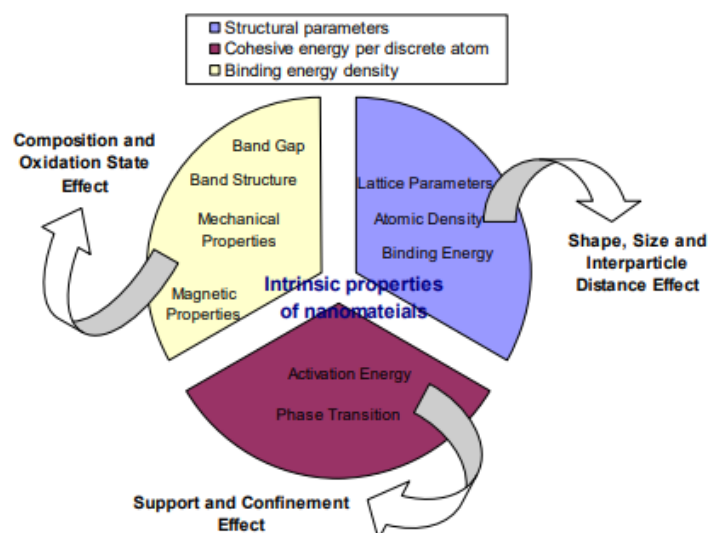 Structural parameters
Cohesive energy per discrete atom
Binding energy density
Composition and
Oxidation State
Effect
Band Gap
Band Structure
Mechanical
Properties
Magnetic
Properties
Lattice Parameters
Atomic Density
Binding Energy
Shape, Size and
Interparticle
Distance Effect
Intrinsic properties
of nanomateials
Activation Energy
Phase Transition
Support and Confinement
Effect